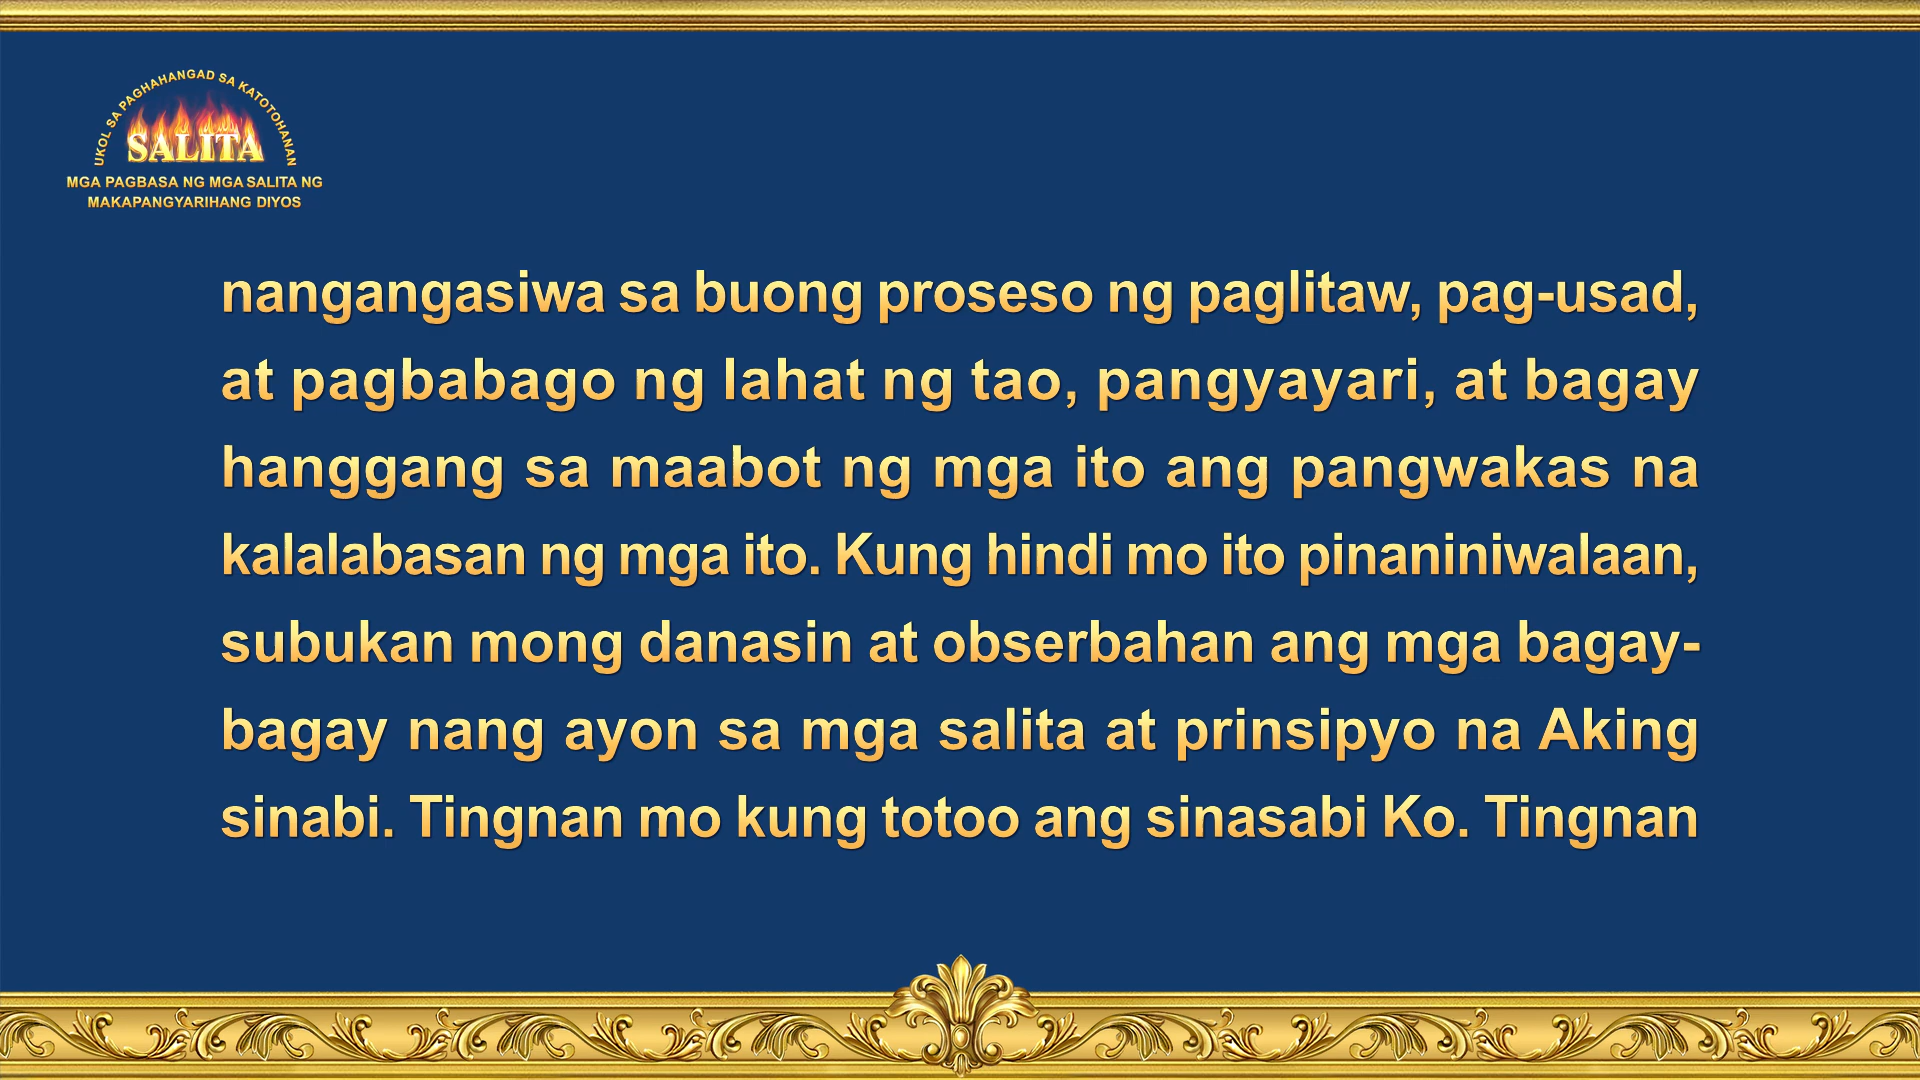 UKOL SA PAGHAHANGAD SA KATOTOHANAN
SALITA
MGA PAGBASA NG MGA SALITA NG
MAKAPANGYARIHANG DIYOS
nangangasiwa sa buong proseso ng paglitaw, pag-usad,
at pagbabago ng lahat ng tao, pangyayari, at bagay
hanggang sa maabot ng mga ito ang pangwakas na
kalalabasan ng mga ito. Kung hindi mo ito pinaniniwalaan,
subukan mong danasin at obserbahan ang mga bagay-
bagay nang ayon sa mga salita at prinsipyo na Aking
sinabi. Tingnan mo kung totoo ang sinasabi Ko. Tingnan